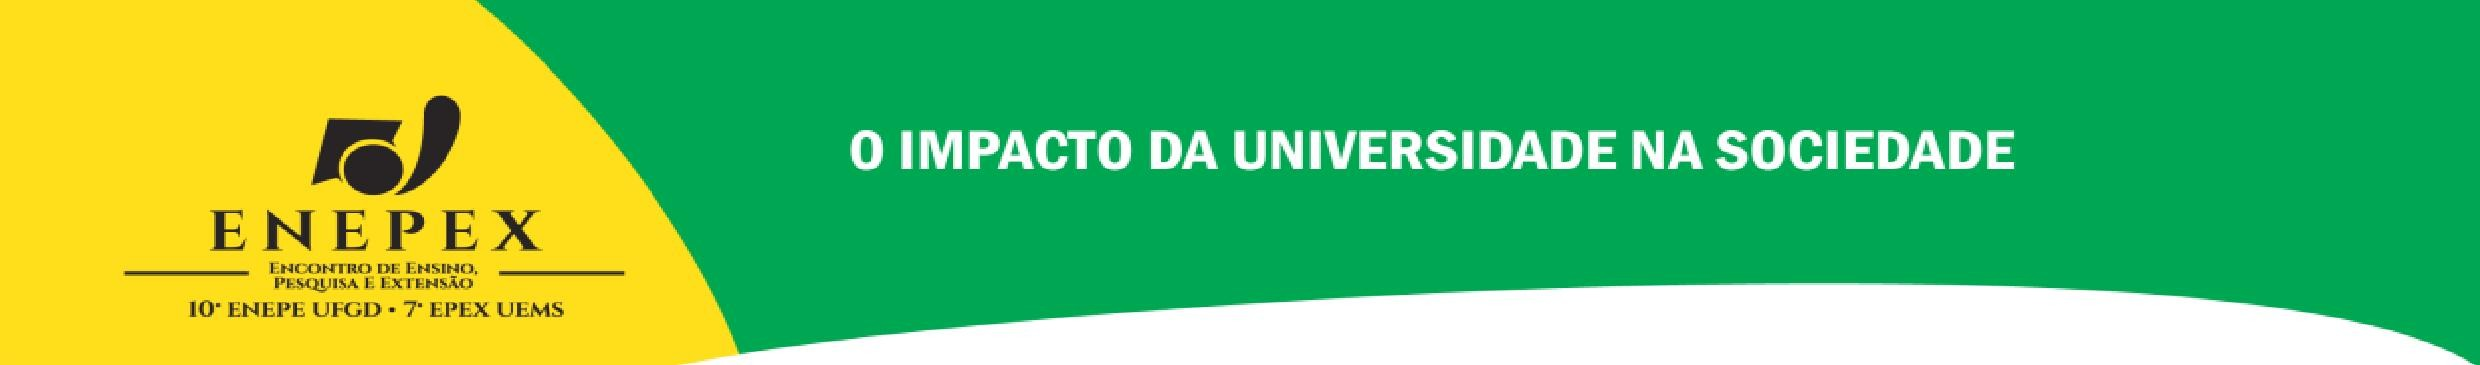 O IMPACTO DA UNIVERSIDADE NA SOCIEDADE
ENEPEX
ENCONTRO DE ENSINO,
PESQUISA E EXTENSÃO
10° ENEPE UFGD • 7° EPEX UEMS